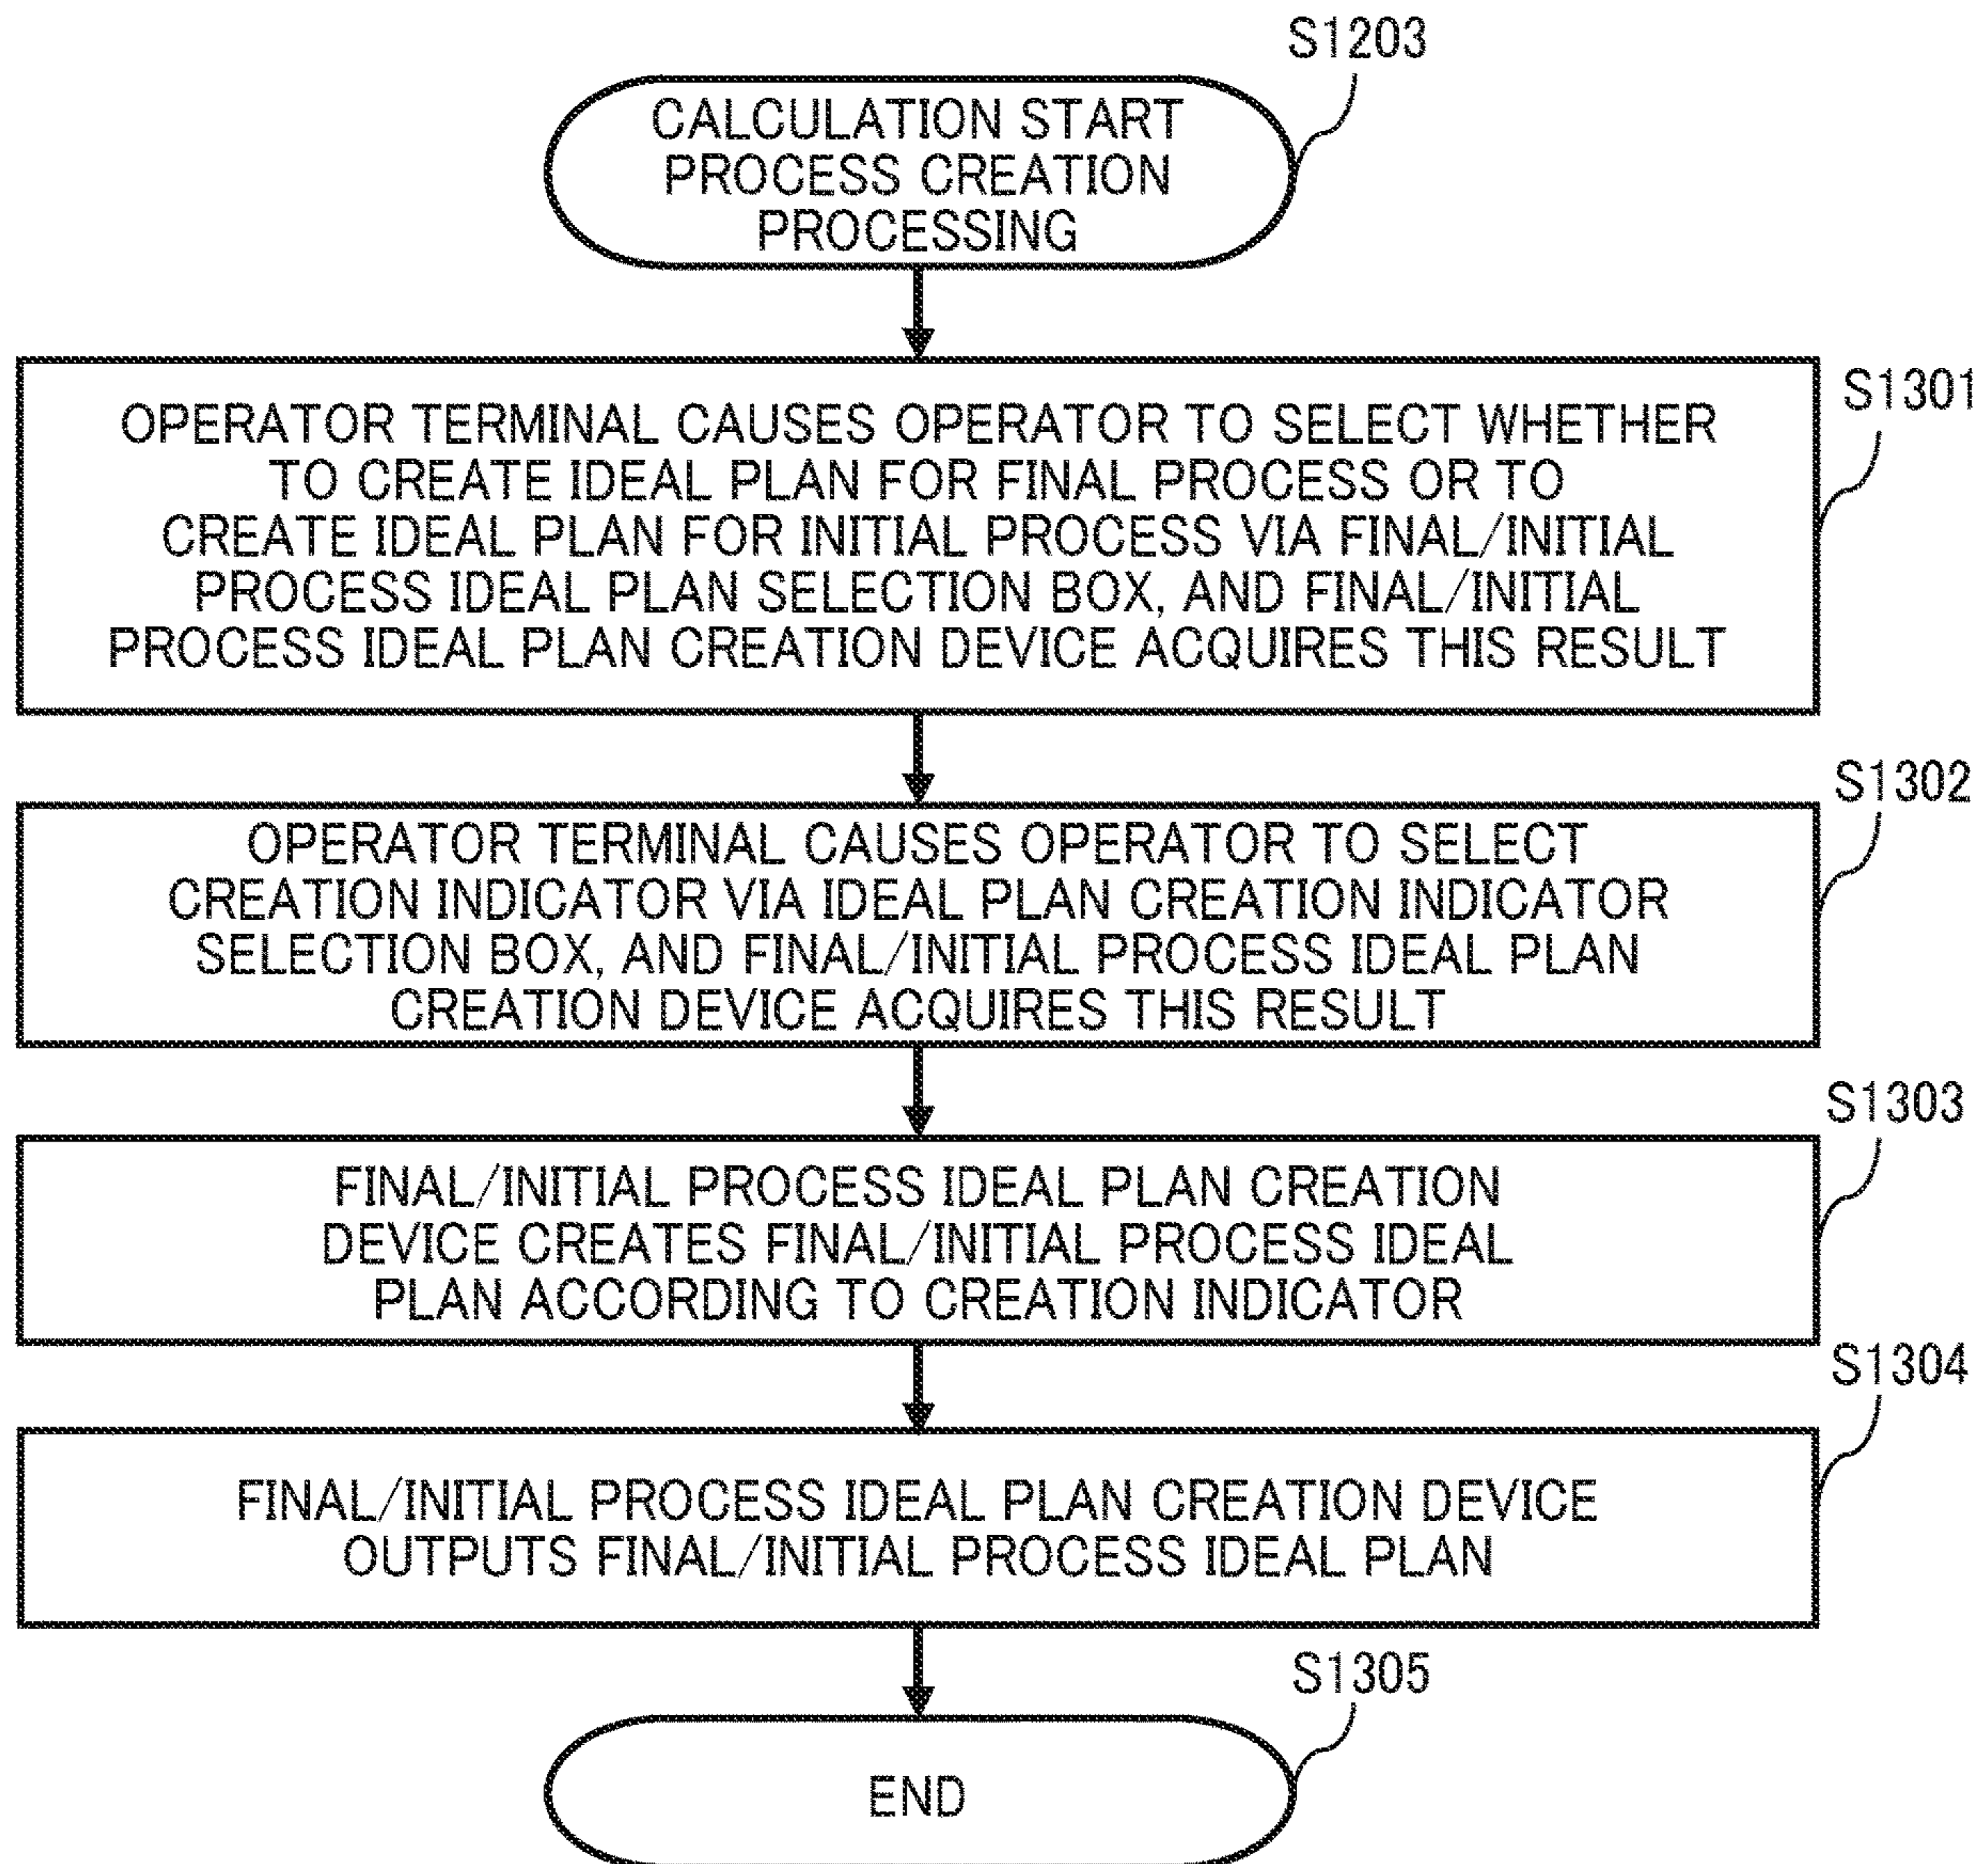 S1203
CALCULATION START
PROCESS CREATION
PROCESSING
S1301
OPERATOR TERMINAL CAUSES OPERATOR TO SELECT WHETHER
TO CREATE IDEAL PLAN FOR FINAL PROCESS OR TO
CREATE IDEAL PLAN FOR INITIAL PROCESS VIA FINAL/INITIAL
PROCESS IDEAL PLAN SELECTION BOX, AND FINAL/INITIAL
PROCESS IDEAL PLAN CREATION DEVICE ACQUIRES THIS RESULT
S1302
OPERATOR TERMINAL CAUSES OPERATOR TO SELECT
CREATION INDICATOR VIA IDEAL PLAN CREATION INDICATOR
SELECTION BOX, AND FINAL/INITIAL PROCESS IDEAL PLAN
CREATION DEVICE ACQUIRES THIS RESULT
S1303
FINAL/INITIAL PROCESS IDEAL PLAN CREATION
DEVICE CREATES FINAL/INITIAL PROCESS IDEAL
PLAN ACCORDING TO CREATION INDICATOR
S1304
FINAL/INITIAL PROCESS IDEAL PLAN CREATION DEVICE
OUTPUTS FINAL/INITIAL PROCESS IDEAL PLAN
S1305
END